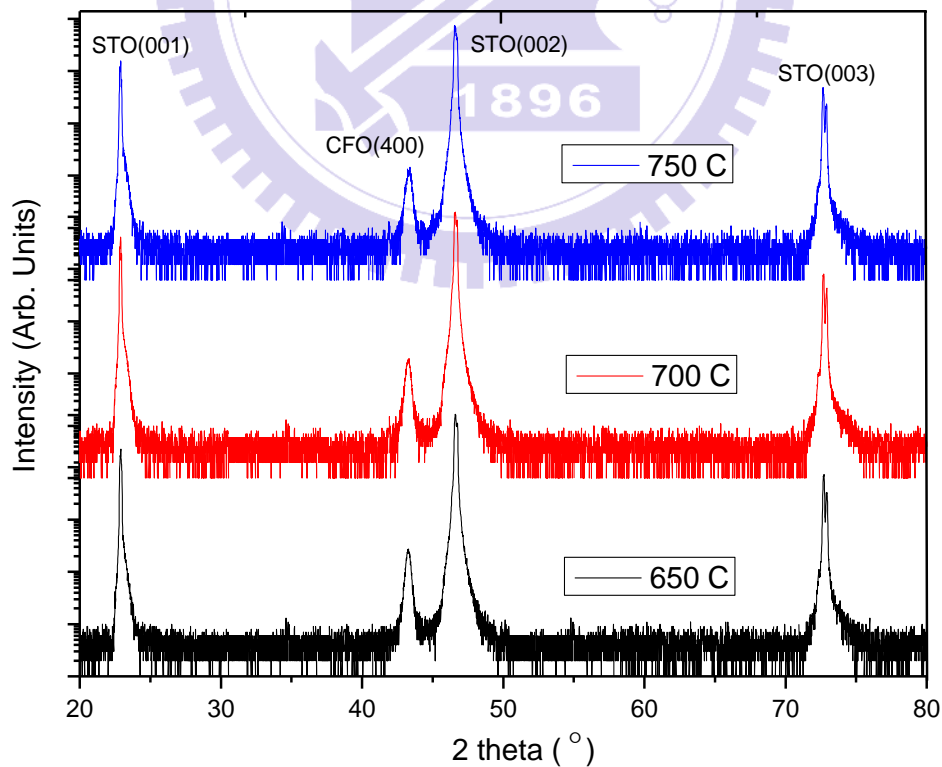 STO(001)
STO(002)
STO(003)
1896
CFO(400)
750 C
700 C
650 C
Intensity (Arb. Units)
20 30 40 50 60 70 80
2 theta ( ° )